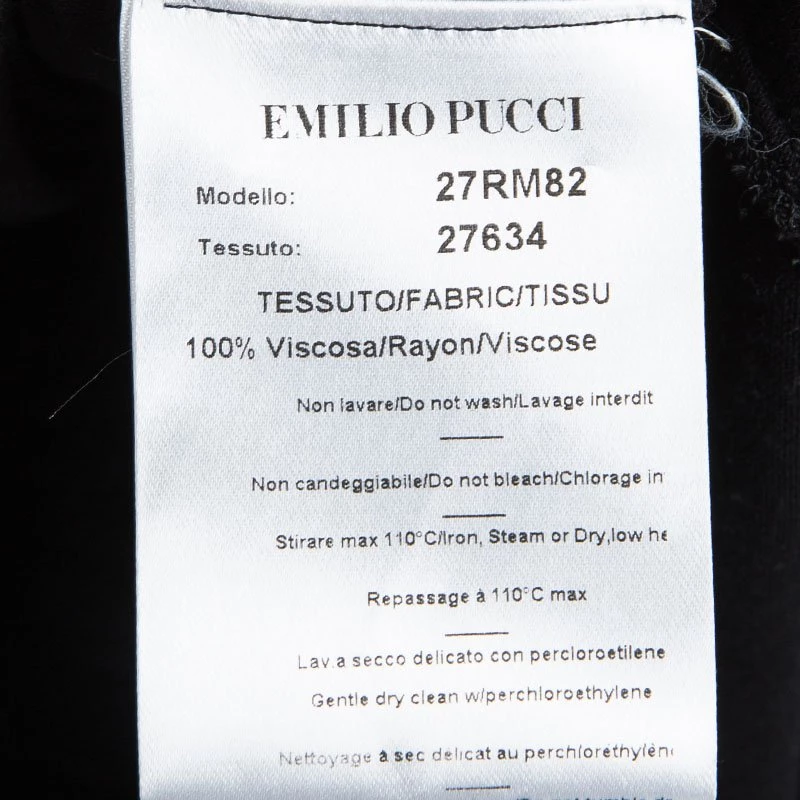 EMILIO PUCCI
Modello: 27RM82
Tessuto: 27634
TESSUTO/FABRIC/TISSU
100% Viscosa/Rayon/Viscose
Non lavare/Do not wash/Lavage interdit
Non candeggiabile/Do not bleach/Chlorage in
Stirare max 110°C/Iron, Steam or Dry,low he
Repassage à 110°C max
Lav.a secco delicato con percloroetilene
Gentle dry clean w/perchloroethylene
Nettoyage à sec delicat au perchloréthylèn